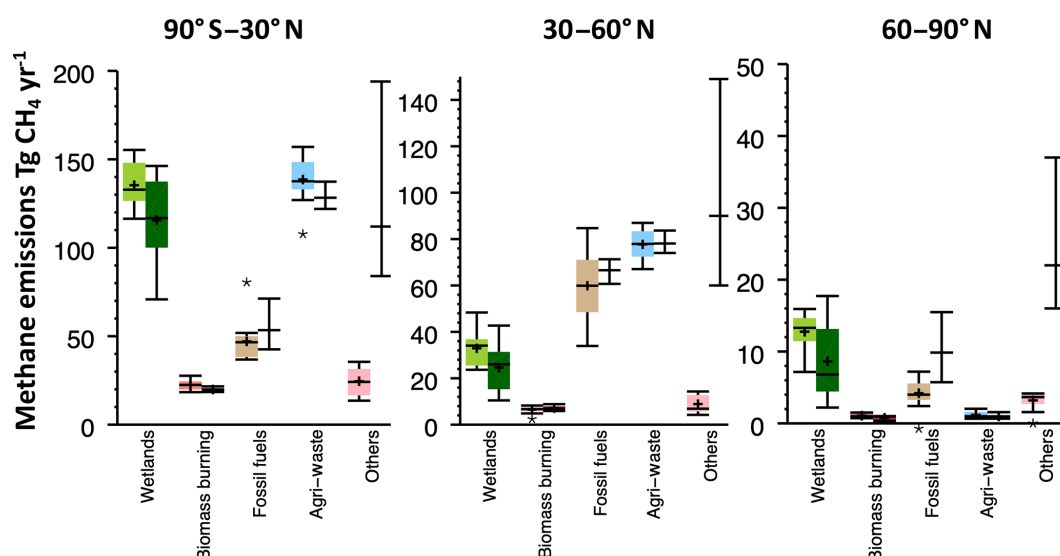 90°S–30°N
30–60°N
60–90°N
Methane emissions Tg CH4 yr-1
200
150
100
50
0
Wetlands
Biomass burning
Fossil fuels
Agri–waste
Others
140
120
100
80
60
40
20
0
Wetlands
Biomass burning
Fossil fuels
Agri–waste
Others
50
40
30
20
10
0
Wetlands
Biomass burning
Fossil fuels
Agri–waste
Others